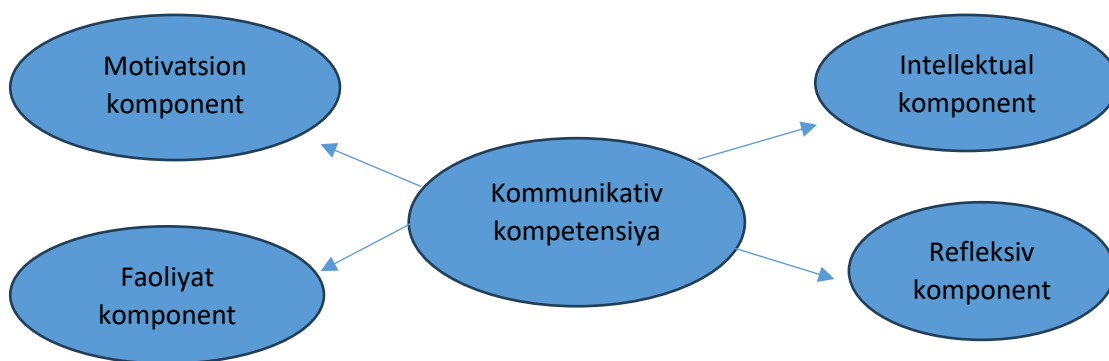 Motivatsion
komponent
Intellektual
komponent
Kommunikativ
kompetensiya
Faoliyat
komponent
Refleksiv
komponent